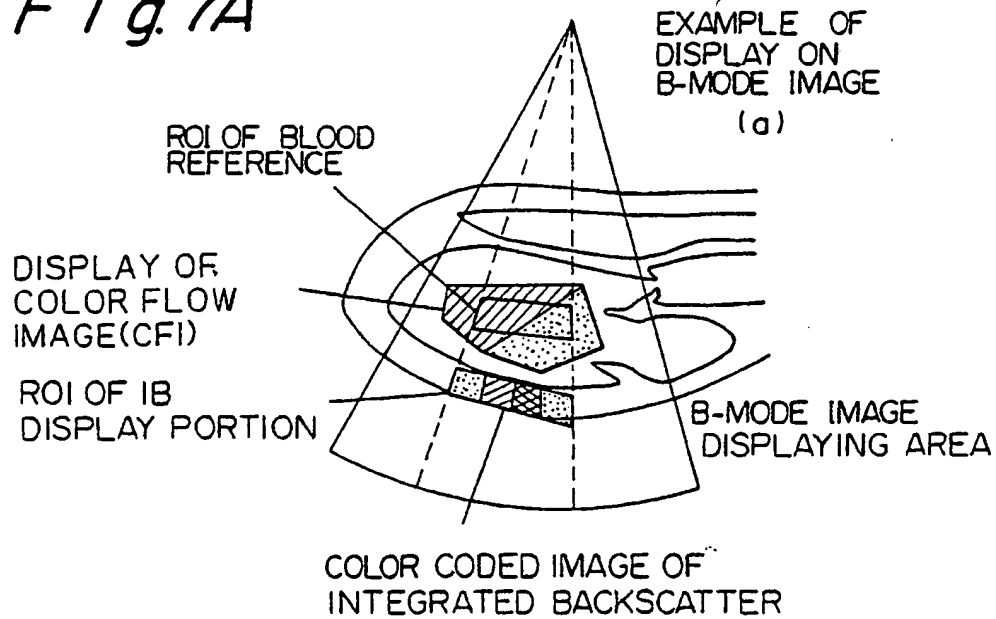 Fig. 7A
EXAMPLE OF
DISPLAY ON
B-MODE IMAGE
(a)
ROI OF BLOOD
REFERENCE
DISPLAY OF
COLOR FLOW
IMAGE(CFI)
ROI OF IB
DISPLAY PORTION
B-MODE IMAGE
DISPLAYING AREA
COLOR CODED IMAGE OF
INTEGRATED BACKSCATTER